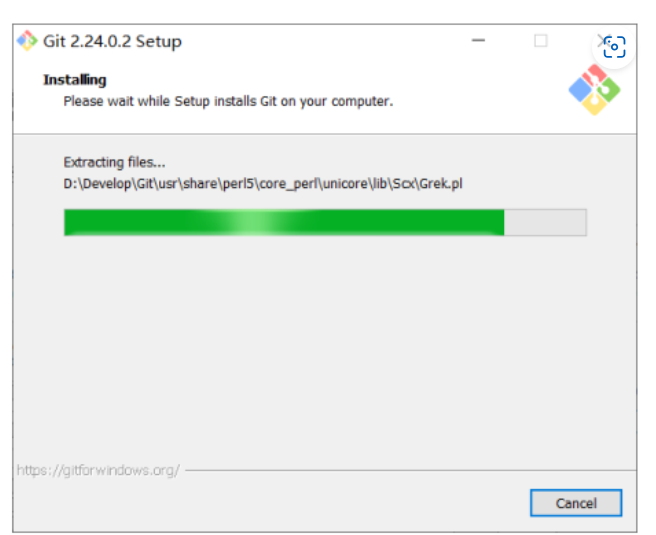 Git 2.24.0.2 Setup
Installing
Please wait while Setup installs Git on your computer.
Extracting files...
D:\Develop\Git\usr\share\perl5\core_perl\unicore\lib\Scx\Grek.pl
https://gitforwindows.org/
Cancel